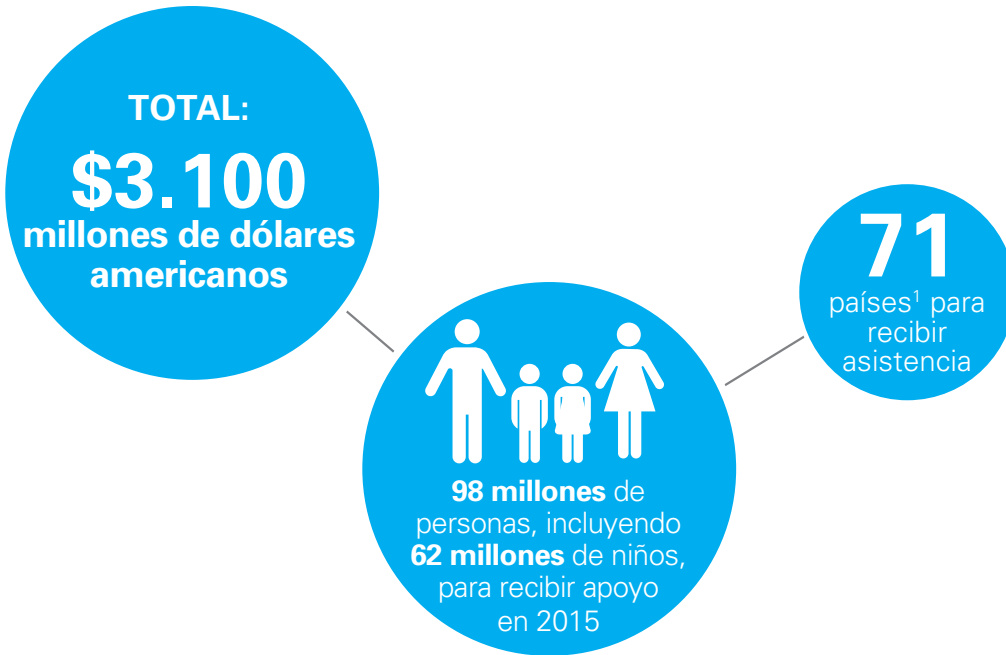 TOTAL:
$3.100
millones de dólares
americanos
98 millones de
personas, incluyendo
62 millones de niños,
para recibir apoyo
en 2015
71
países¹ para
recibir
asistencia